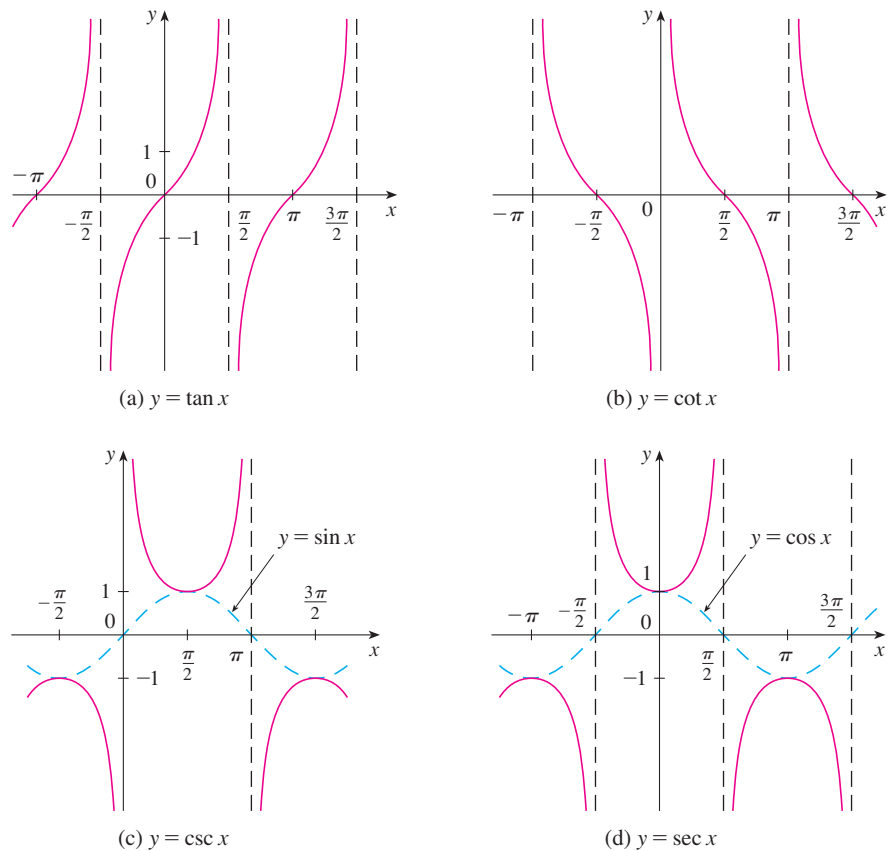 y
y
1
−π
0
x
0
x
−π/2
π/2
π
3π/2
−π
−π/2
π/2
π
3π/2
−1
(a) y = tan x
(b) y = cot x
y
y
y = sin x
y = cos x
1
1
−π/2
0
3π/2
−π
−π/2
0
3π/2
x
x
π/2
π
π/2
π
−1
−1
(c) y = csc x
(d) y = sec x